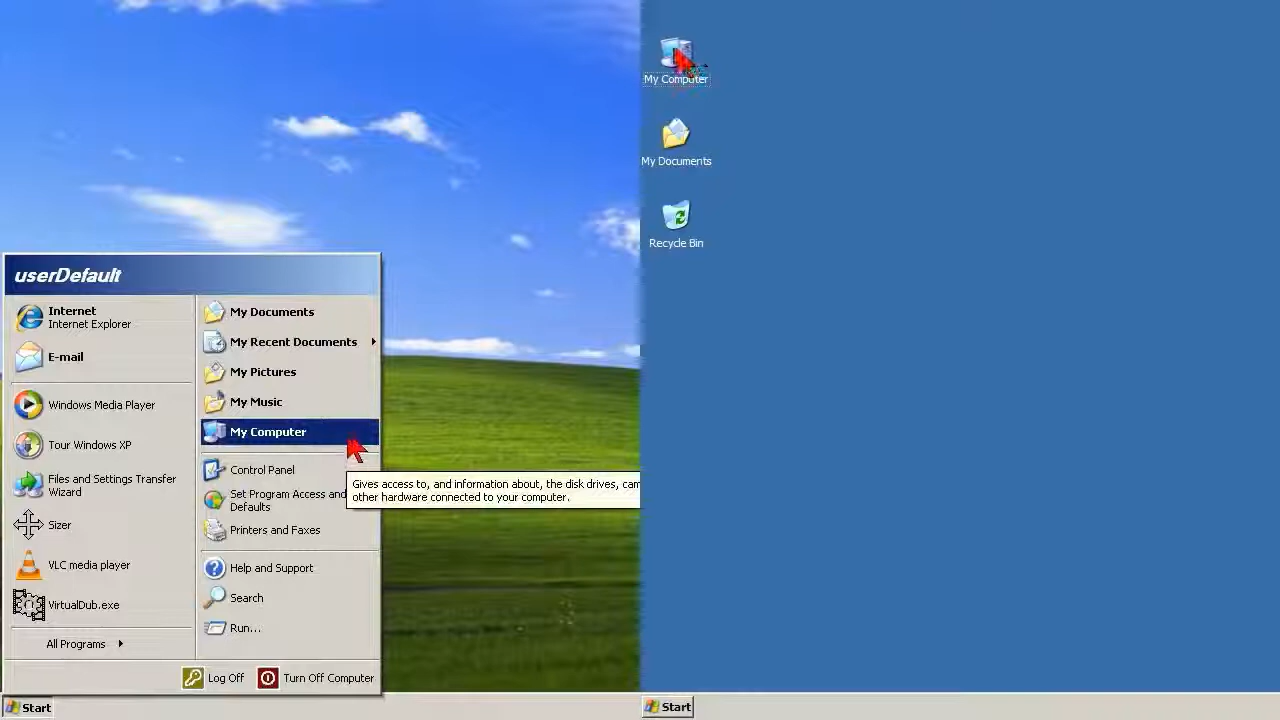 userDefault
Internet
Internet Explorer
E-mail
Windows Media Player
Tour Windows XP
Files and Settings Transfer
Wizard
Sizer
VLC media player
VirtualDub.exe
All Programs
My Documents
My Recent Documents
My Pictures
My Music
My Computer
Control Panel
Set Program Access and
Defaults
Printers and Faxes
Help and Support
Search
Run...
Gives access to, and information about, the disk drives, cam
other hardware connected to your computer.
Log Off
Turn Off Computer
Start
My Computer
My Documents
Recycle Bin
Start